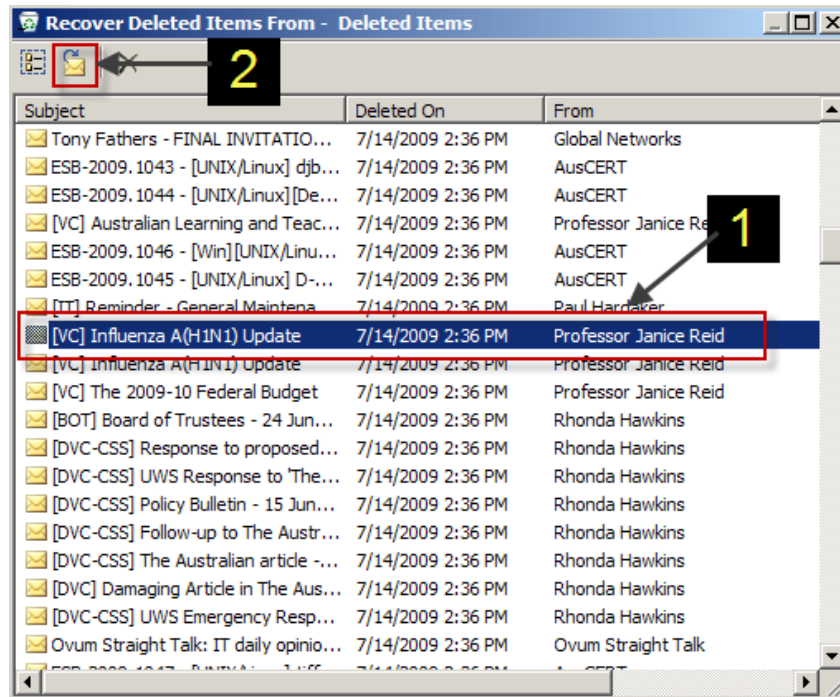 Recover Deleted Items From - Deleted Items
2
Subject Deleted On From
Tony Fathers - FINAL INVITATIO... 7/14/2009 2:36 PM Global Networks
ESB-2009.1043 - [UNIX/Linux] djb... 7/14/2009 2:36 PM AusCERT
ESB-2009.1044 - [UNIX/Linux][De... 7/14/2009 2:36 PM AusCERT
[VC] Australian Learning and Teac... 7/14/2009 2:36 PM Professor Janice Re
1
ESB-2009.1046 - [Win][UNIX/Linu... 7/14/2009 2:36 PM AusCERT
ESB-2009.1045 - [UNIX/Linux] D-... 7/14/2009 2:36 PM AusCERT
[IT] Reminder - General Maintena 7/14/2009 2:36 PM Paul Hardaker
[VC] Influenza A(H1N1) Update 7/14/2009 2:36 PM Professor Janice Reid
[VC] Influenza A(H1N1) Update 7/14/2009 2:36 PM Professor Janice Reid
[VC] The 2009-10 Federal Budget 7/14/2009 2:36 PM Professor Janice Reid
[BOT] Board of Trustees - 24 Jun... 7/14/2009 2:36 PM Rhonda Hawkins
[DVC-CSS] Response to proposed... 7/14/2009 2:36 PM Rhonda Hawkins
[DVC-CSS] UWS Response to 'The... 7/14/2009 2:36 PM Rhonda Hawkins
[DVC-CSS] Policy Bulletin - 15 Jun... 7/14/2009 2:36 PM Rhonda Hawkins
[DVC-CSS] Follow-up to The Austr... 7/14/2009 2:36 PM Rhonda Hawkins
[DVC-CSS] The Australian article -... 7/14/2009 2:36 PM Rhonda Hawkins
[DVC] Damaging Article in The Aus... 7/14/2009 2:36 PM Rhonda Hawkins
[DVC-CSS] UWS Emergency Resp... 7/14/2009 2:36 PM Rhonda Hawkins
Ovum Straight Talk: IT daily opinio... 7/14/2009 2:36 PM Ovum Straight Talk